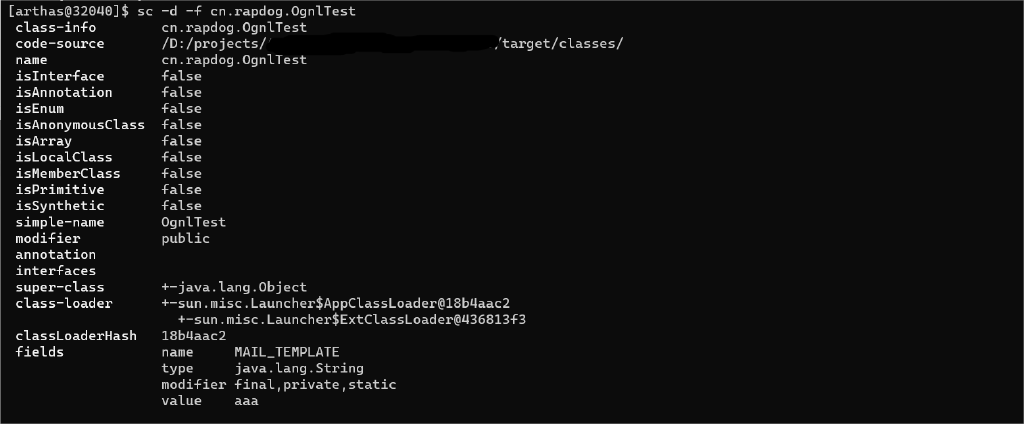 [arthas@32040]$ sc -d -f cn.rapdog.OgnlTest
class-info cn.rapdog.OgnlTest
code-source /D:/projects/ /target/classes/
name cn.rapdog.OgnlTest
isInterface false
isAnnotation false
isEnum false
isAnonymousClass false
isArray false
isLocalClass false
isMemberClass false
isPrimitive false
isSynthetic false
simple-name OgnlTest
modifier public
annotation
interfaces
super-class +-java.lang.Object
class-loader +-sun.misc.Launcher$AppClassLoader@18b4aac2
+-sun.misc.Launcher$ExtClassLoader@436813f3
classLoaderHash 18b4aac2
fields name MAIL_TEMPLATE
type java.lang.String
modifier final,private,static
value aaa